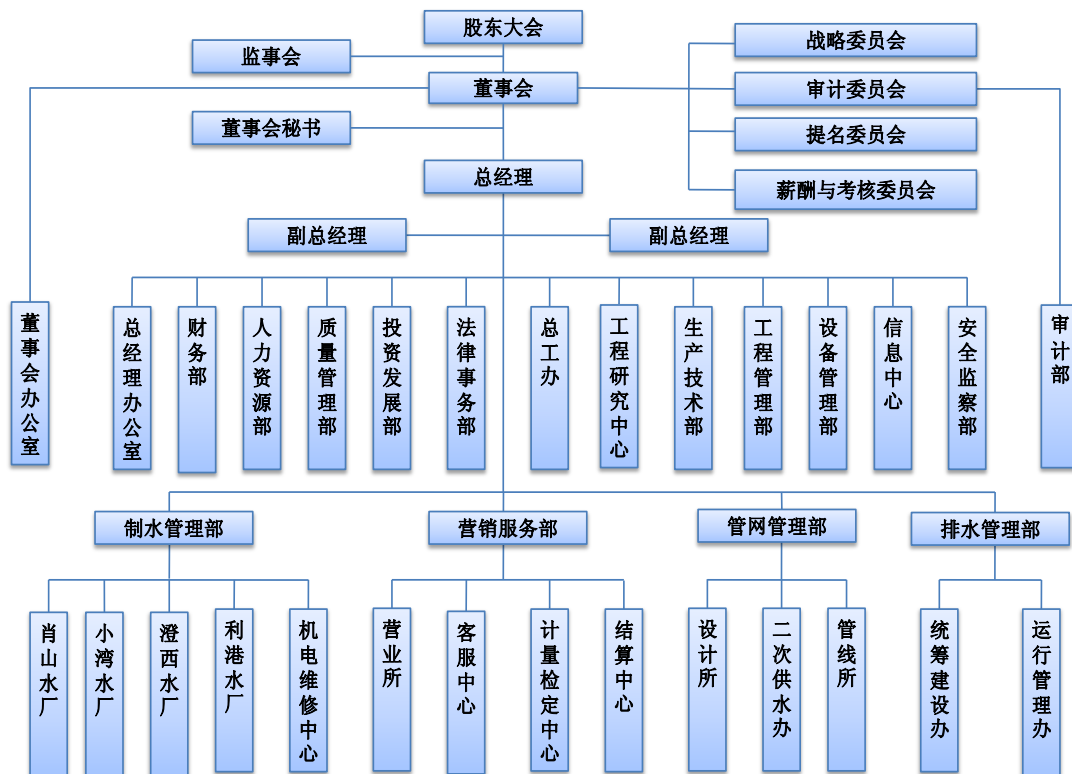 股东大会
监事会
战略委员会
董事会
审计委员会
董事会秘书
提名委员会
总经理
薪酬与考核委员会
副总经理
副总经理
董事会办公室
总经理办公室
财务部
人力资源部
质量管理部
投资发展部
法律事务部
总工办
工程研究中心
生产技术部
工程管理部
设备管理部
信息中心
安全监察部
审计部
制水管理部
营销服务部
管网管理部
排水管理部
肖山水厂
小湾水厂
澄西水厂
利港水厂
机电维修中心
营业所
客服中心
计量检定中心
结算中心
设计所
二次供水办
管线所
统筹建设办
运行管理办